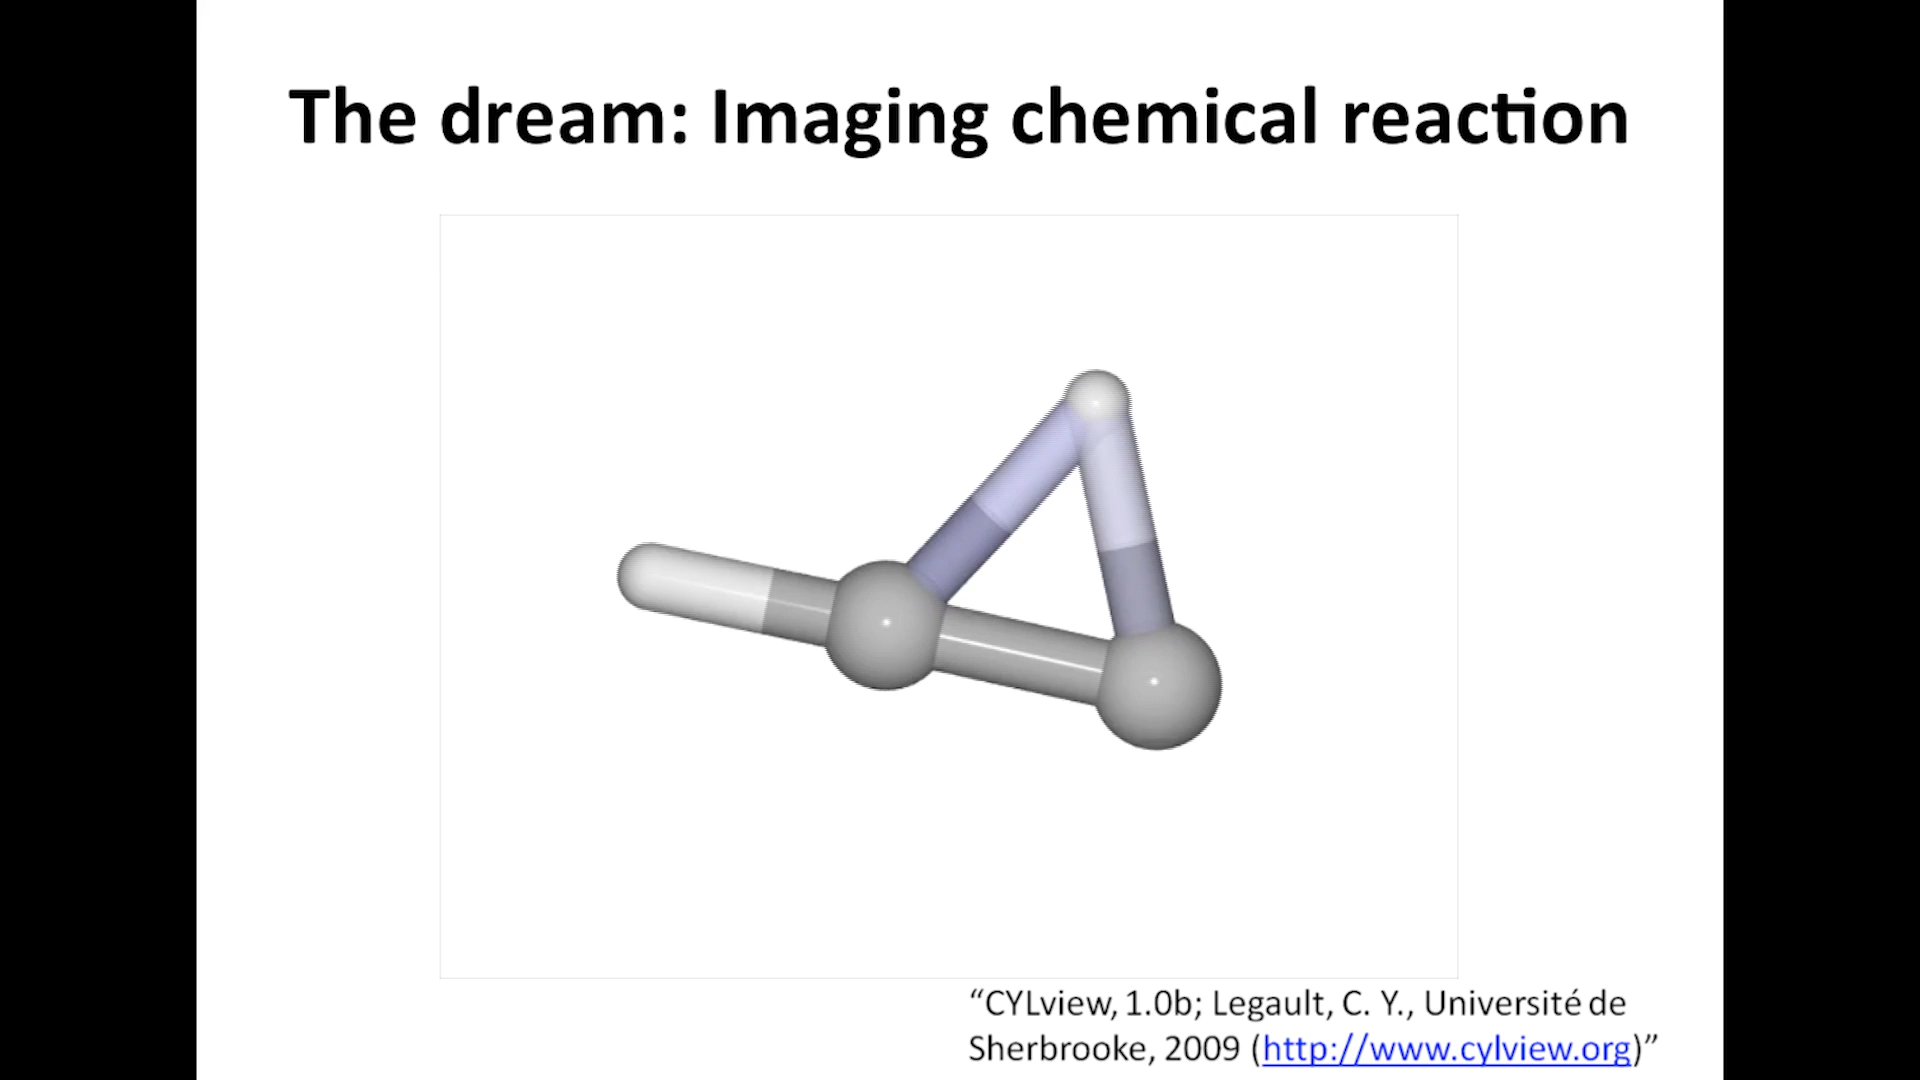 The dream: Imaging chemical reaction
“CYLview, 1.0b; Legault, C. Y., Université de
Sherbrooke, 2009 (http://www.cylview.org)”